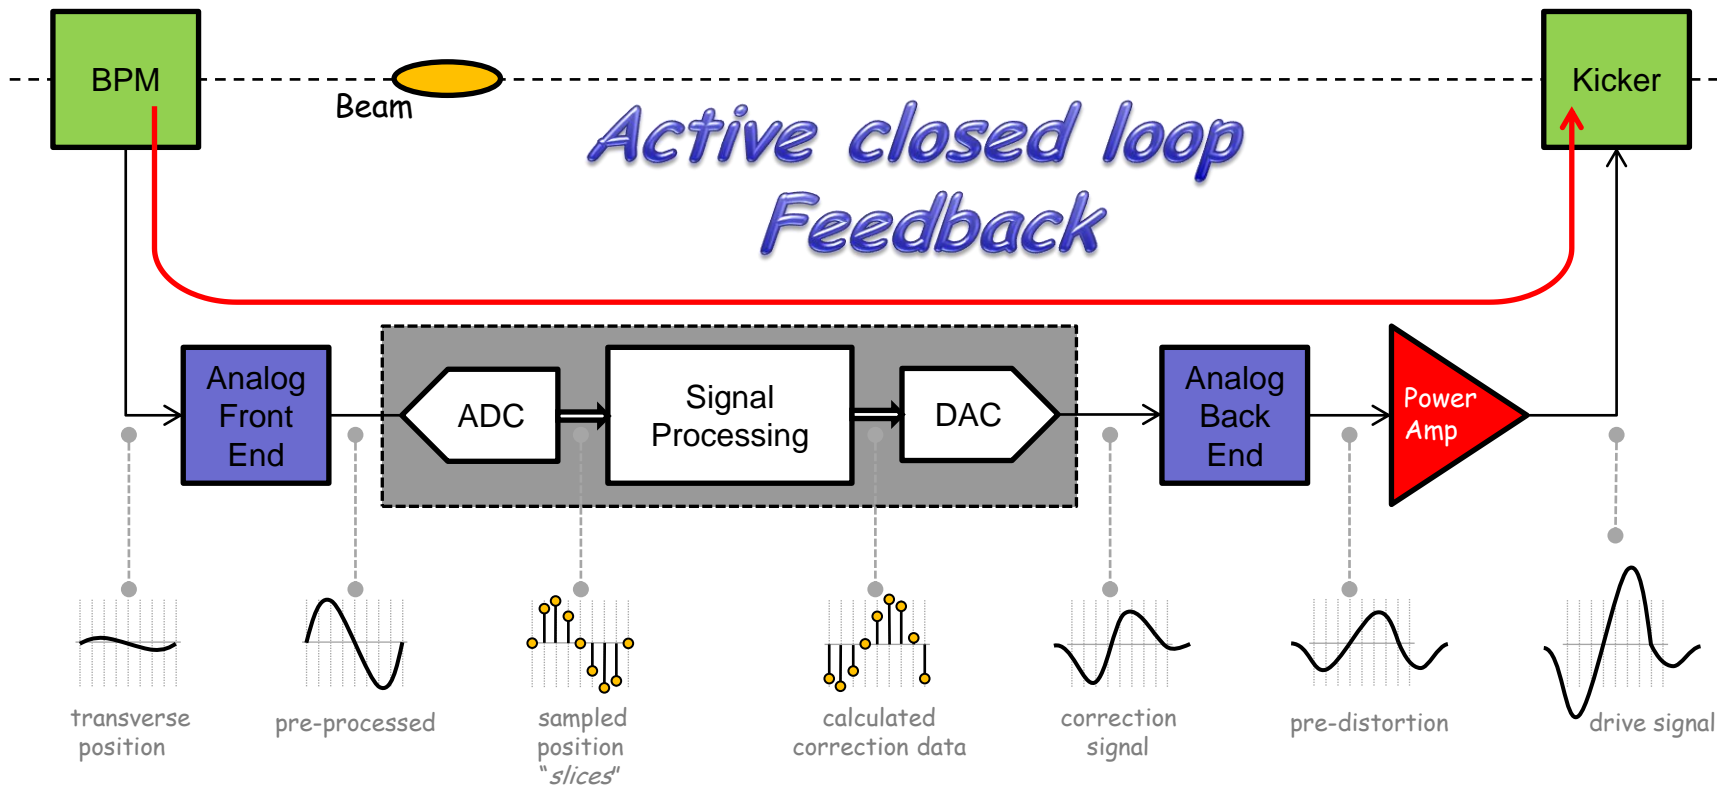 BPM
Beam
Kicker
Active closed loop
Feedback
Analog
Front
End
ADC
Signal
Processing
DAC
Analog
Back
End
Power
Amp
transverse
position
pre-processed
sampled
position
"slices"
calculated
correction data
correction
signal
pre-distortion
drive signal